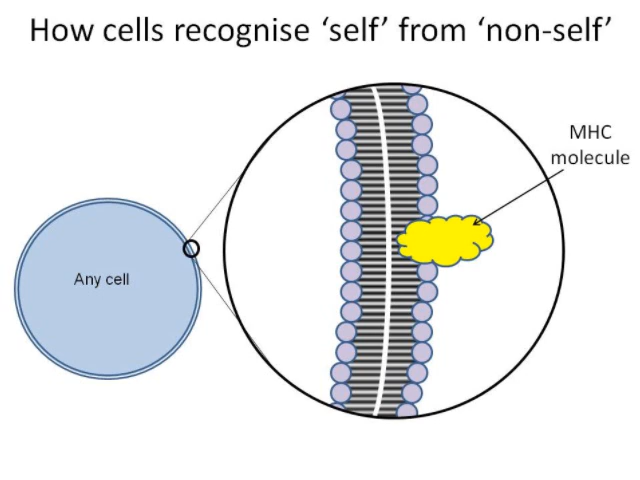 How cells recognise ‘self’ from ‘non-self’
MHC
molecule
Any cell